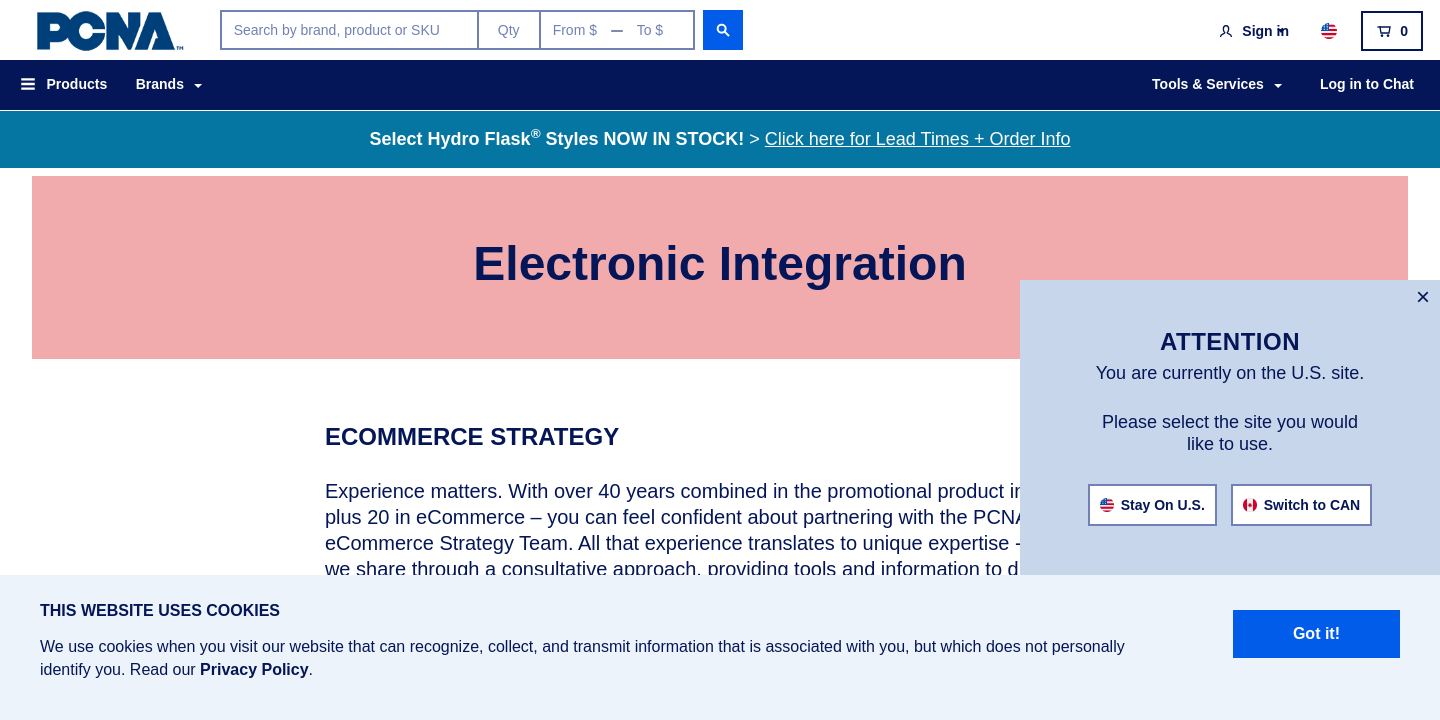 PCNA™
Search by brand, product or SKU
Qty
From $ — To $
Sign in
0
Products
Brands
Tools & Services
Log in to Chat
Select Hydro Flask® Styles NOW IN STOCK! > Click here for Lead Times + Order Info
Electronic Integration
×
ATTENTION
You are currently on the U.S. site.
Please select the site you would
like to use.
Stay On U.S.
Switch to CAN
ECOMMERCE STRATEGY
Experience matters. With over 40 years combined in the promotional product
plus 20 in eCommerce – you can feel confident about partnering with the PCNA
eCommerce Strategy Team. All that experience translates to unique expertise -
we share through a consultative approach, providing tools and information to
THIS WEBSITE USES COOKIES
We use cookies when you visit our website that can recognize, collect, and transmit information that is associated with you, but which does not personally
identify you. Read our Privacy Policy.
Got it!